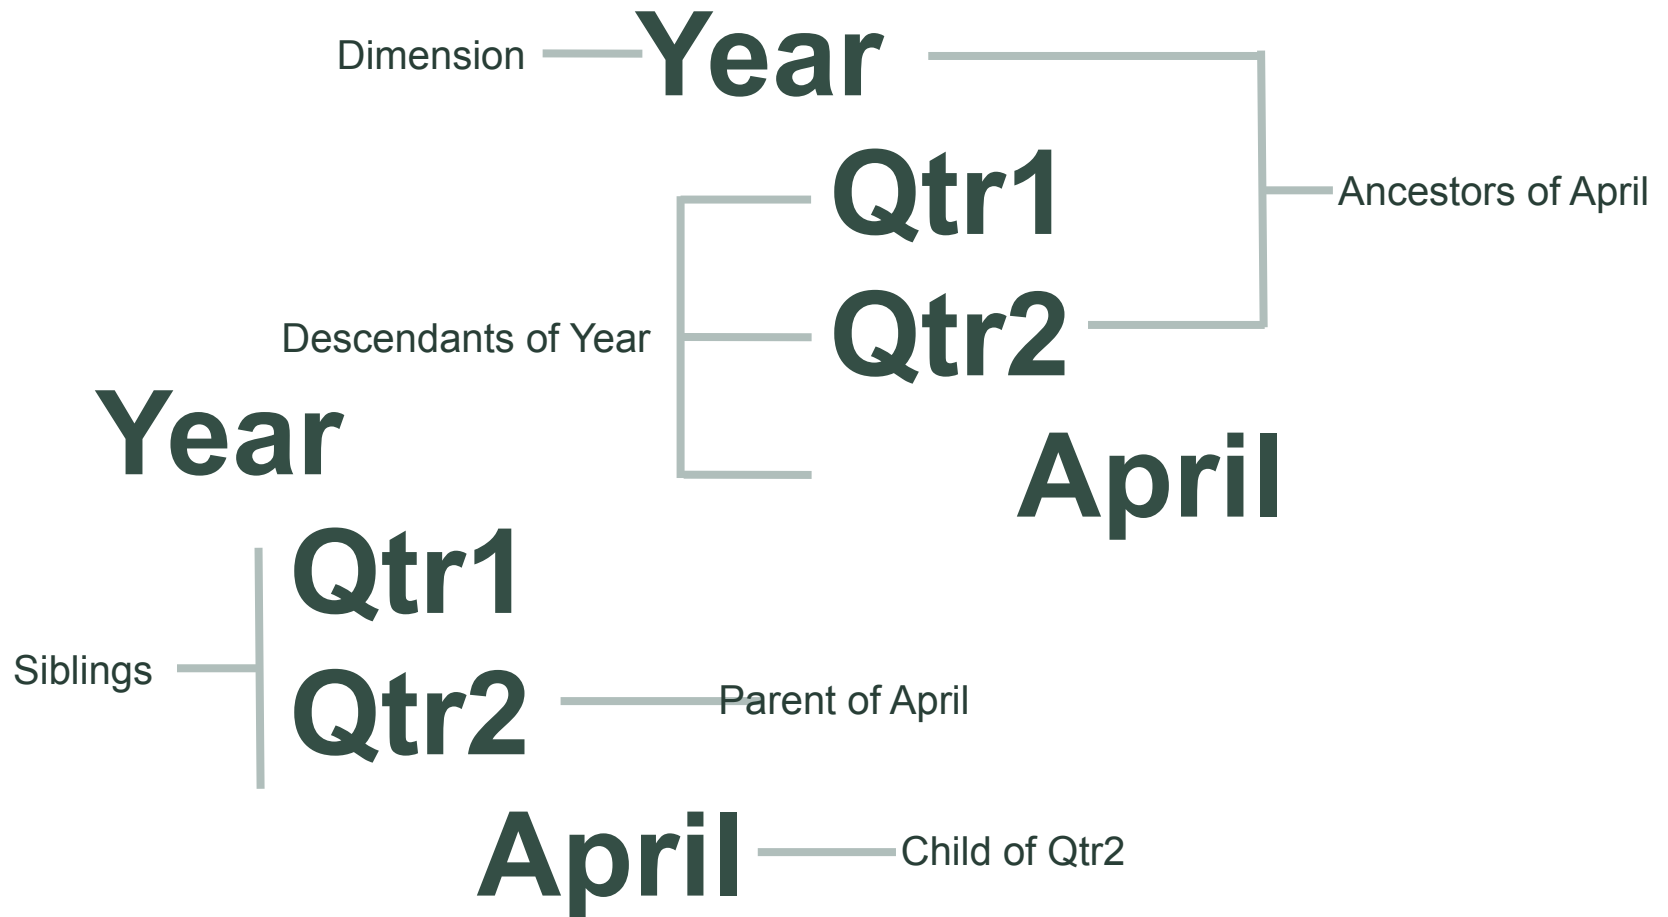 Dimension
Year
Qtr1
Ancestors of April
Qtr2
Descendants of Year
April
Year
Qtr1
Siblings
Qtr2
Parent of April
April
Child of Qtr2